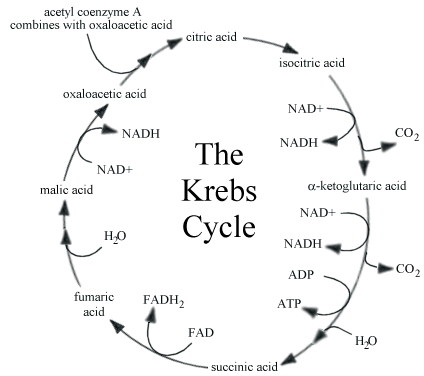 acetyl coenzyme A
combines with oxaloacetic acid
citric acid
isocitric acid
oxaloacetic acid
NAD+
NADH
CO2
NADH
NAD+
The
Krebs
Cycle
malic acid
α-ketoglutaric acid
NAD+
NADH
CO2
H2O
ADP
ATP
H2O
fumaric
acid
FADH2
FAD
succinic acid